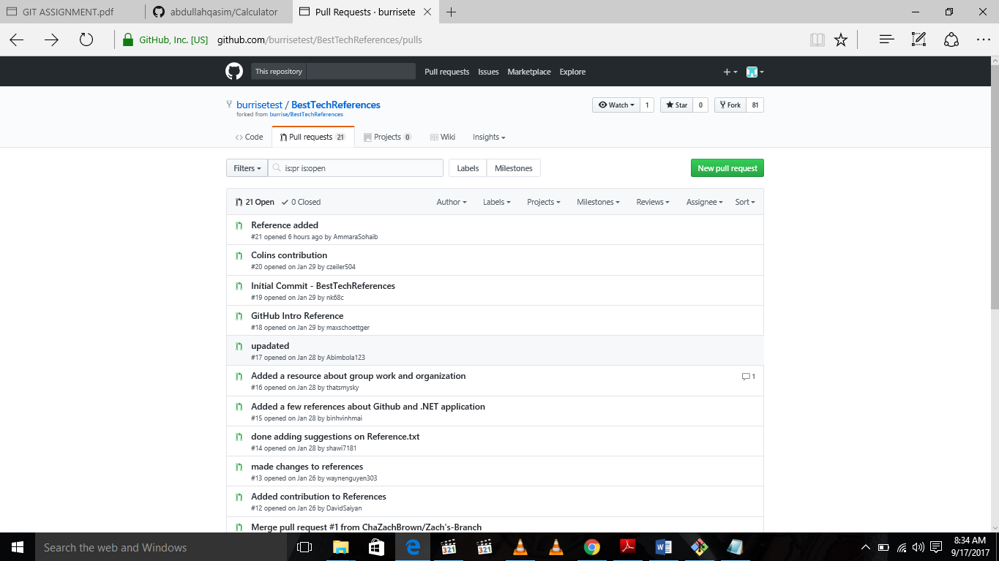 GIT ASSIGNMENT.pdf
abdullahqasim/Calculator
Pull Requests · burrisete
GitHub, Inc. [US]
github.com/burrisetest/BestTechReferences/pulls
This repository
Pull requests
Issues
Marketplace
Explore
burrisetest / BestTechReferences
forked from burrise/BestTechReferences
Watch 1
Star 0
Fork 81
Code
Pull requests 21
Projects 0
Wiki
Insights
Filters
is:pr is:open
Labels
Milestones
New pull request
21 Open
0 Closed
Author
Labels
Projects
Milestones
Reviews
Assignee
Sort
Reference added
#21 opened 6 hours ago by AmmaraSohaib
Colins contribution
#20 opened on Jan 29 by czeiler504
Initial Commit - BestTechReferences
#19 opened on Jan 29 by nk68c
GitHub Intro Reference
#18 opened on Jan 29 by maxschoettger
upadated
#17 opened on Jan 28 by Abimbola123
Added a resource about group work and organization
1
#16 opened on Jan 28 by thatsmysky
Added a few references about Github and .NET application
#15 opened on Jan 28 by binhvinhmai
done adding suggestions on Reference.txt
#14 opened on Jan 28 by shawi7181
made changes to references
#13 opened on Jan 26 by waynenguyen303
Added contribution to References
#12 opened on Jan 26 by DavidSaiyan
Merge pull request #1 from ChaZachBrown/Zach's-Branch
Search the web and Windows
321
321
8:34 AM
9/17/2017